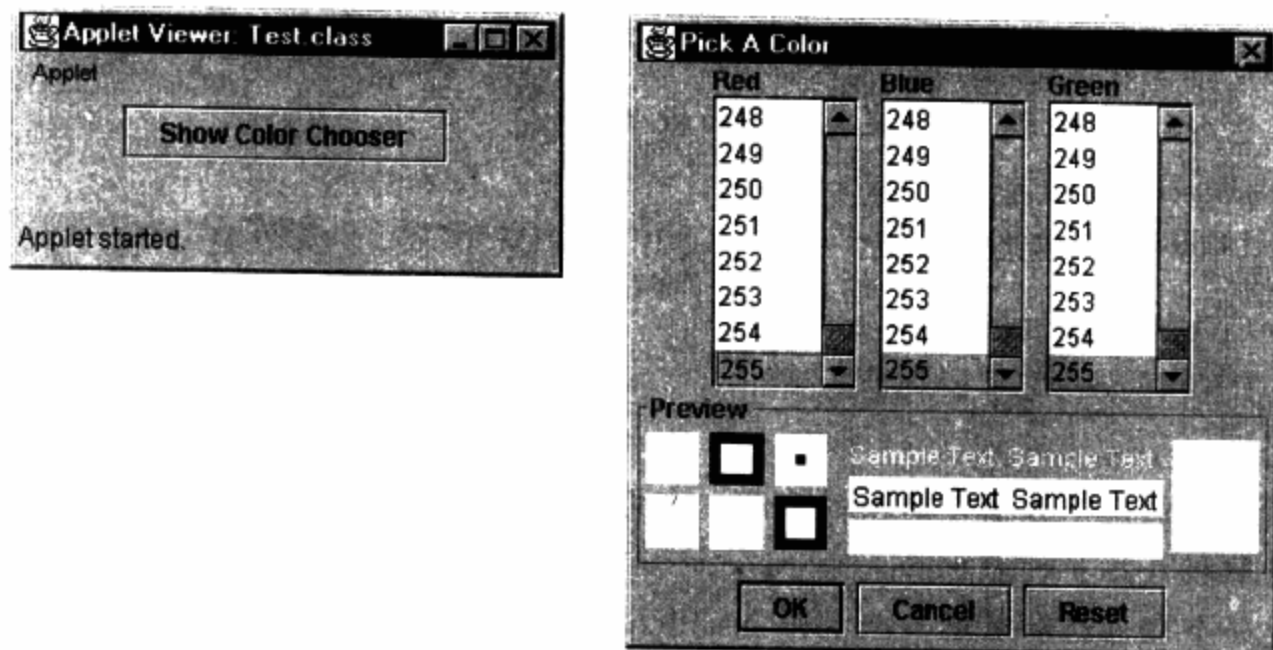 Applet Viewer: Test.class
Applet
Show Color Chooser
Applet started.
Pick A Color
Red Blue Green
248 248 248
249 249 249
250 250 250
251 251 251
252 252 252
253 253 253
254 254 254
255 255 255
Preview
Sample Text Sample Text
Sample Text Sample Text
OK Cancel Reset